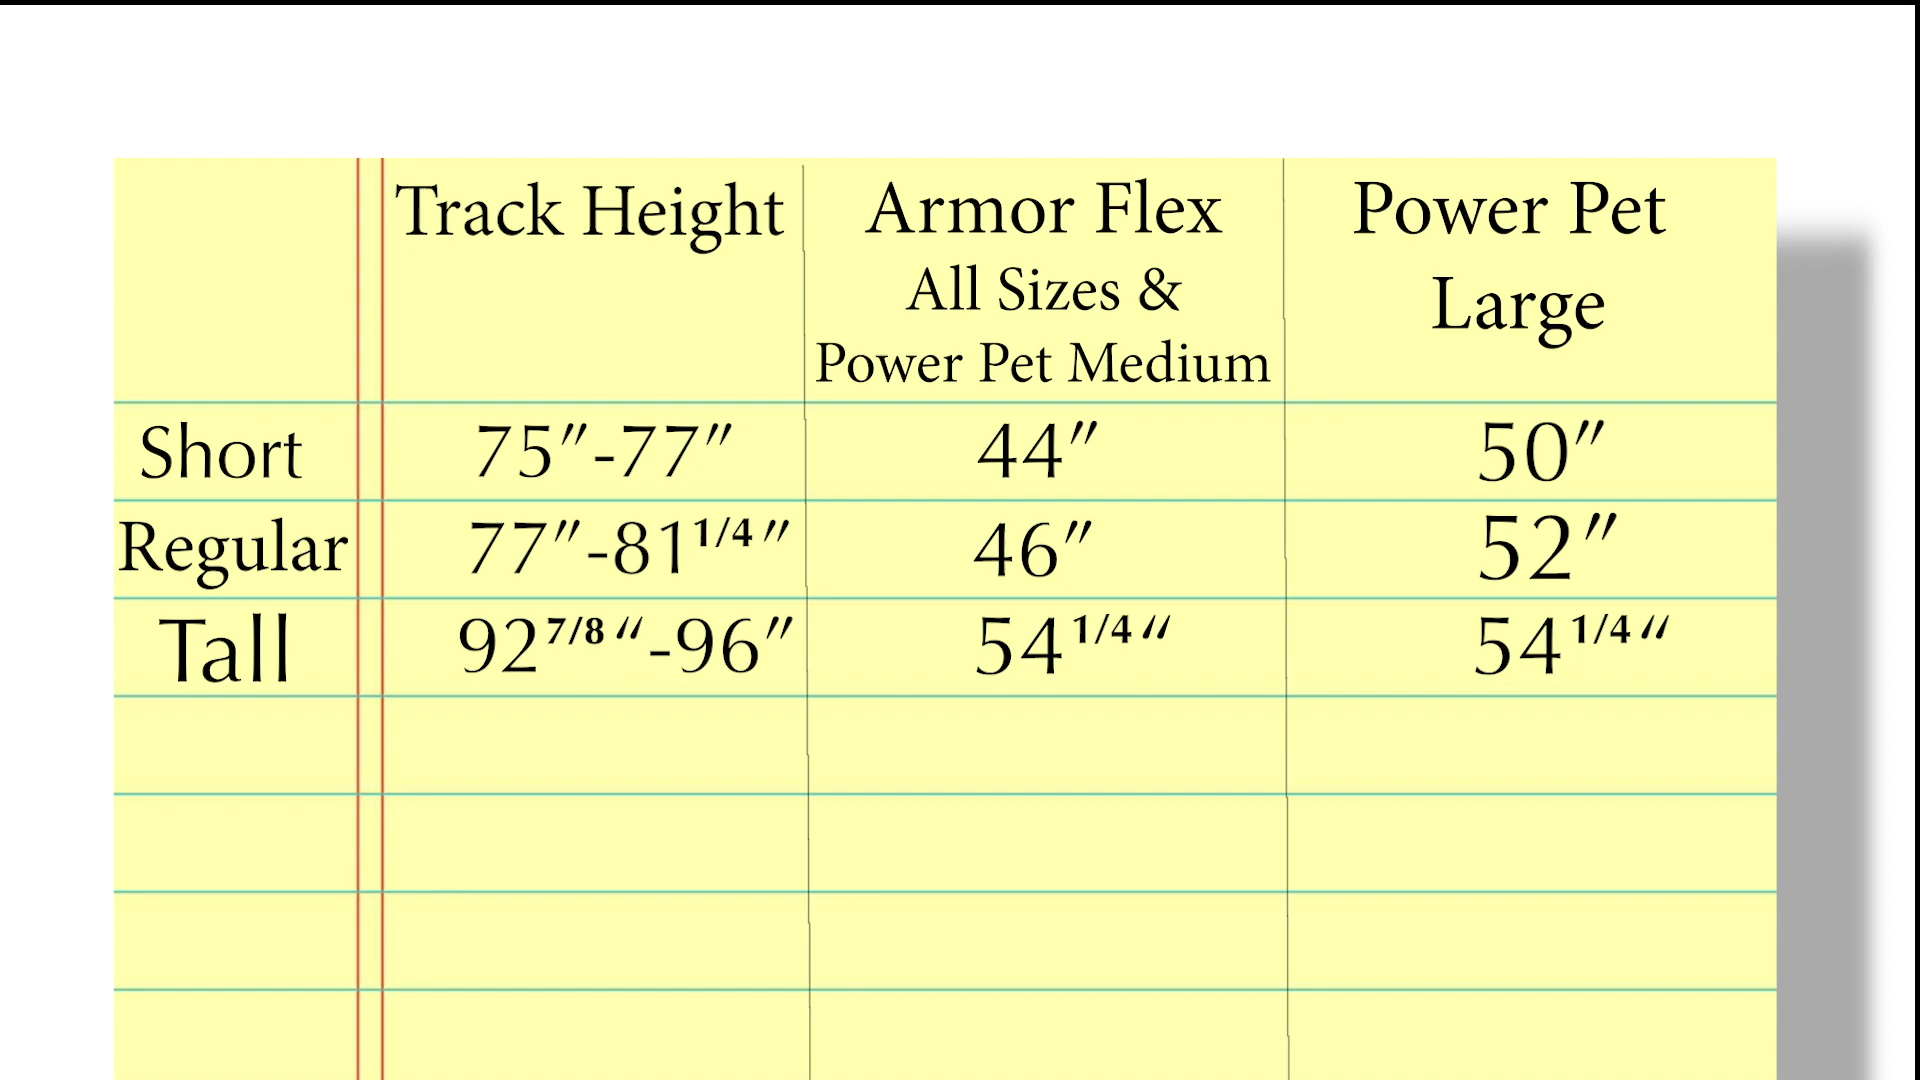 Track Height Armor Flex Power Pet
All Sizes & Large
Power Pet Medium
Short 75″-77″ 44″ 50″
Regular 77″-81 1/4″ 46″ 52″
Tall 92 7/8“-96″ 54 1/4“ 54 1/4“